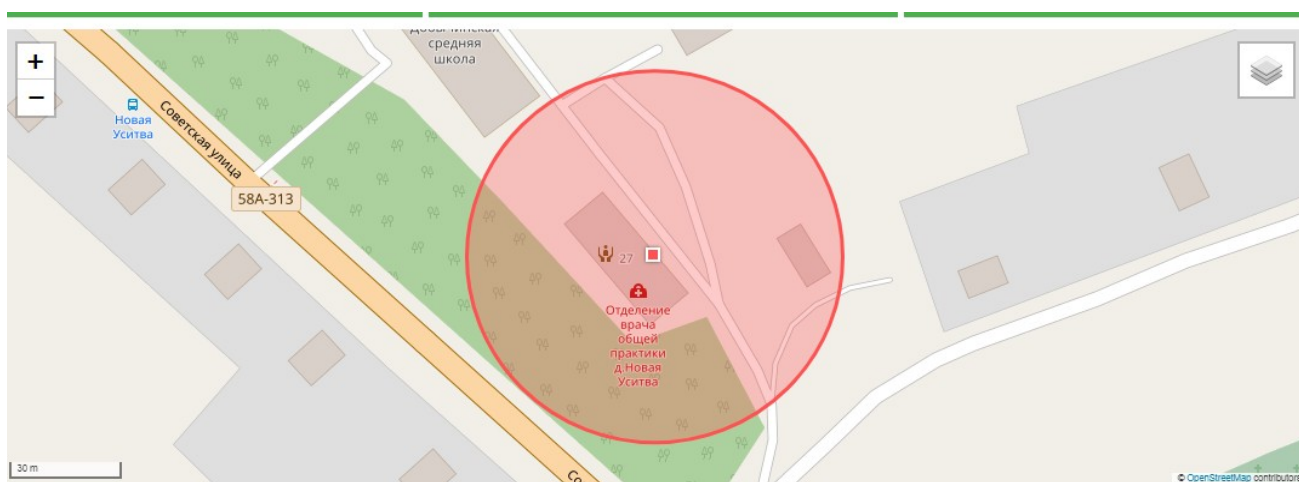 +
−
средняя
школа
Новая
Уситва
Советская улица
58А-313
27
Отделение
врача
общей
практики
д.Новая
Уситва
30 m
© OpenStreetMap contributors